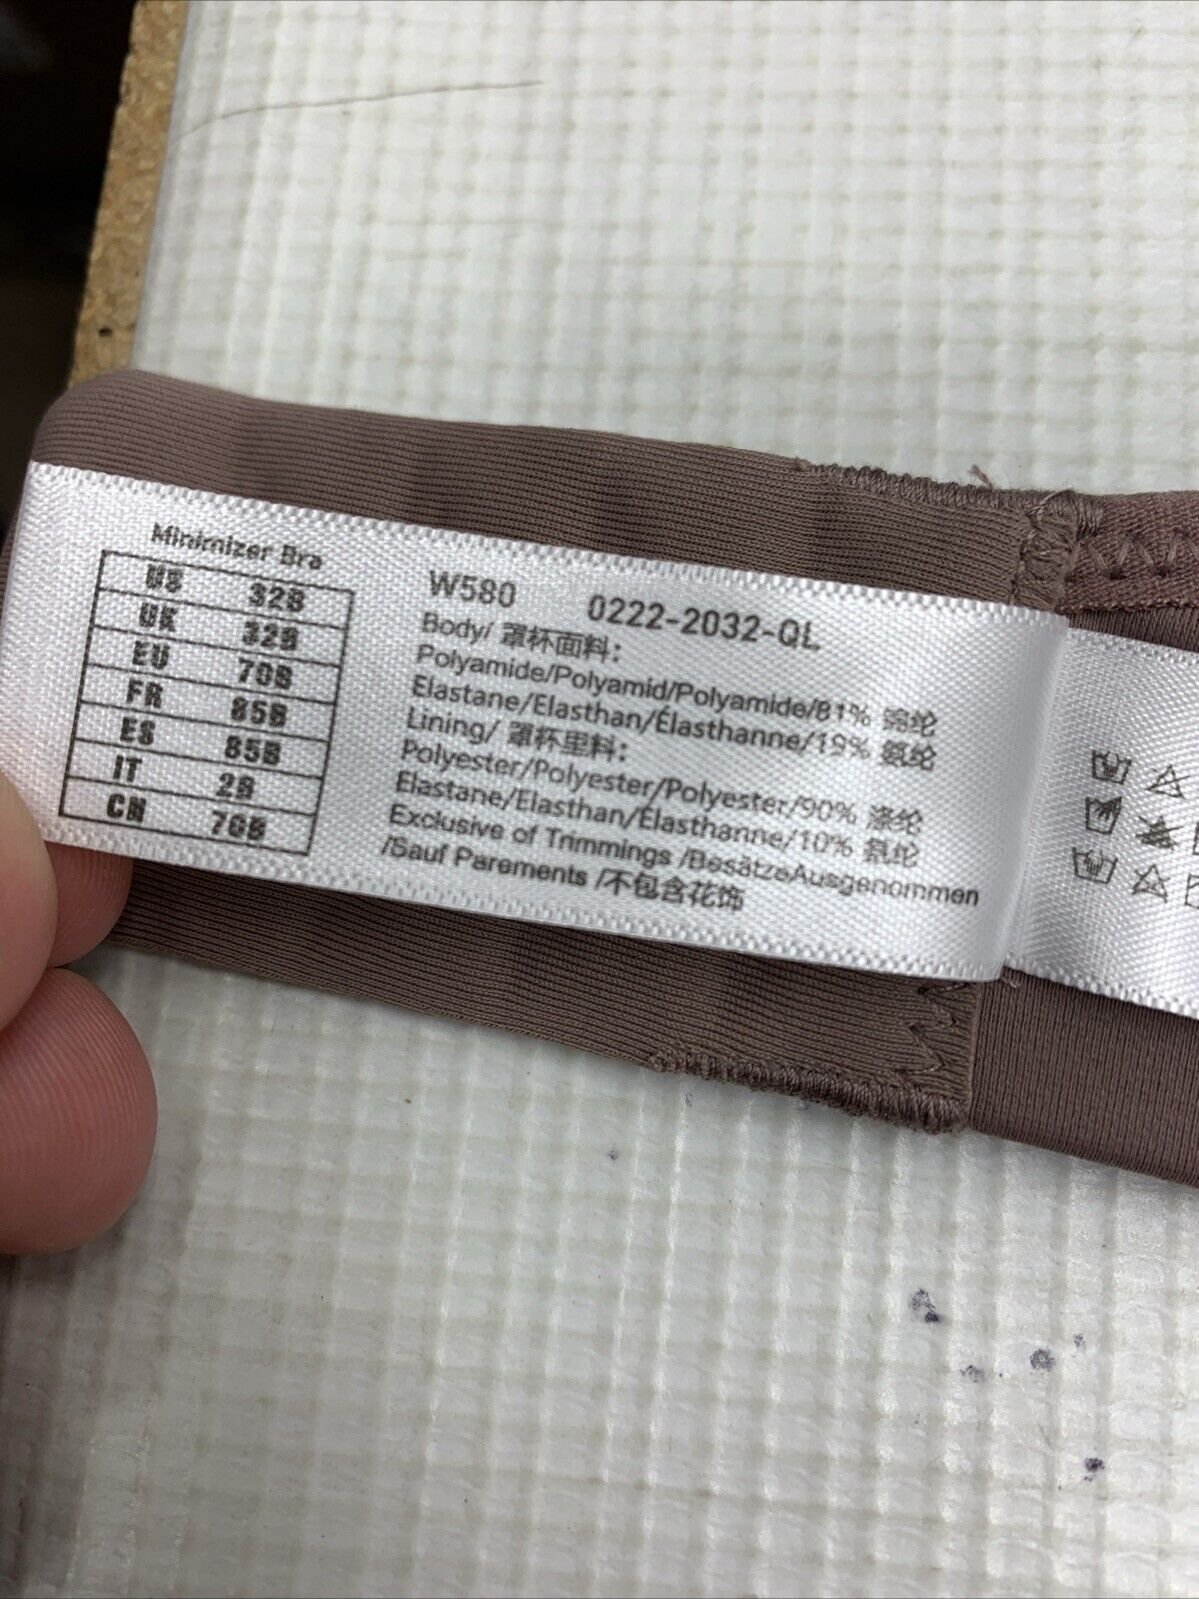 Minimizer Bra
US 32B
UK 32B
EU 70B
FR 85B
ES 85B
IT 2B
CN 70B
W580 0222-2032-QL
Body/ 罩杯面料:
Polyamide/Polyamid/Polyamide/81% 锦纶
Elastane/Elasthan/Élasthanne/19% 氨纶
Lining/ 罩杯里料:
Polyester/Polyester/Polyester/90% 涤纶
Elastane/Elasthan/Élasthanne/10% 氨纶
Exclusive of Trimmings /BesätzeAusgenommen
/Sauf Parements /不包含花饰